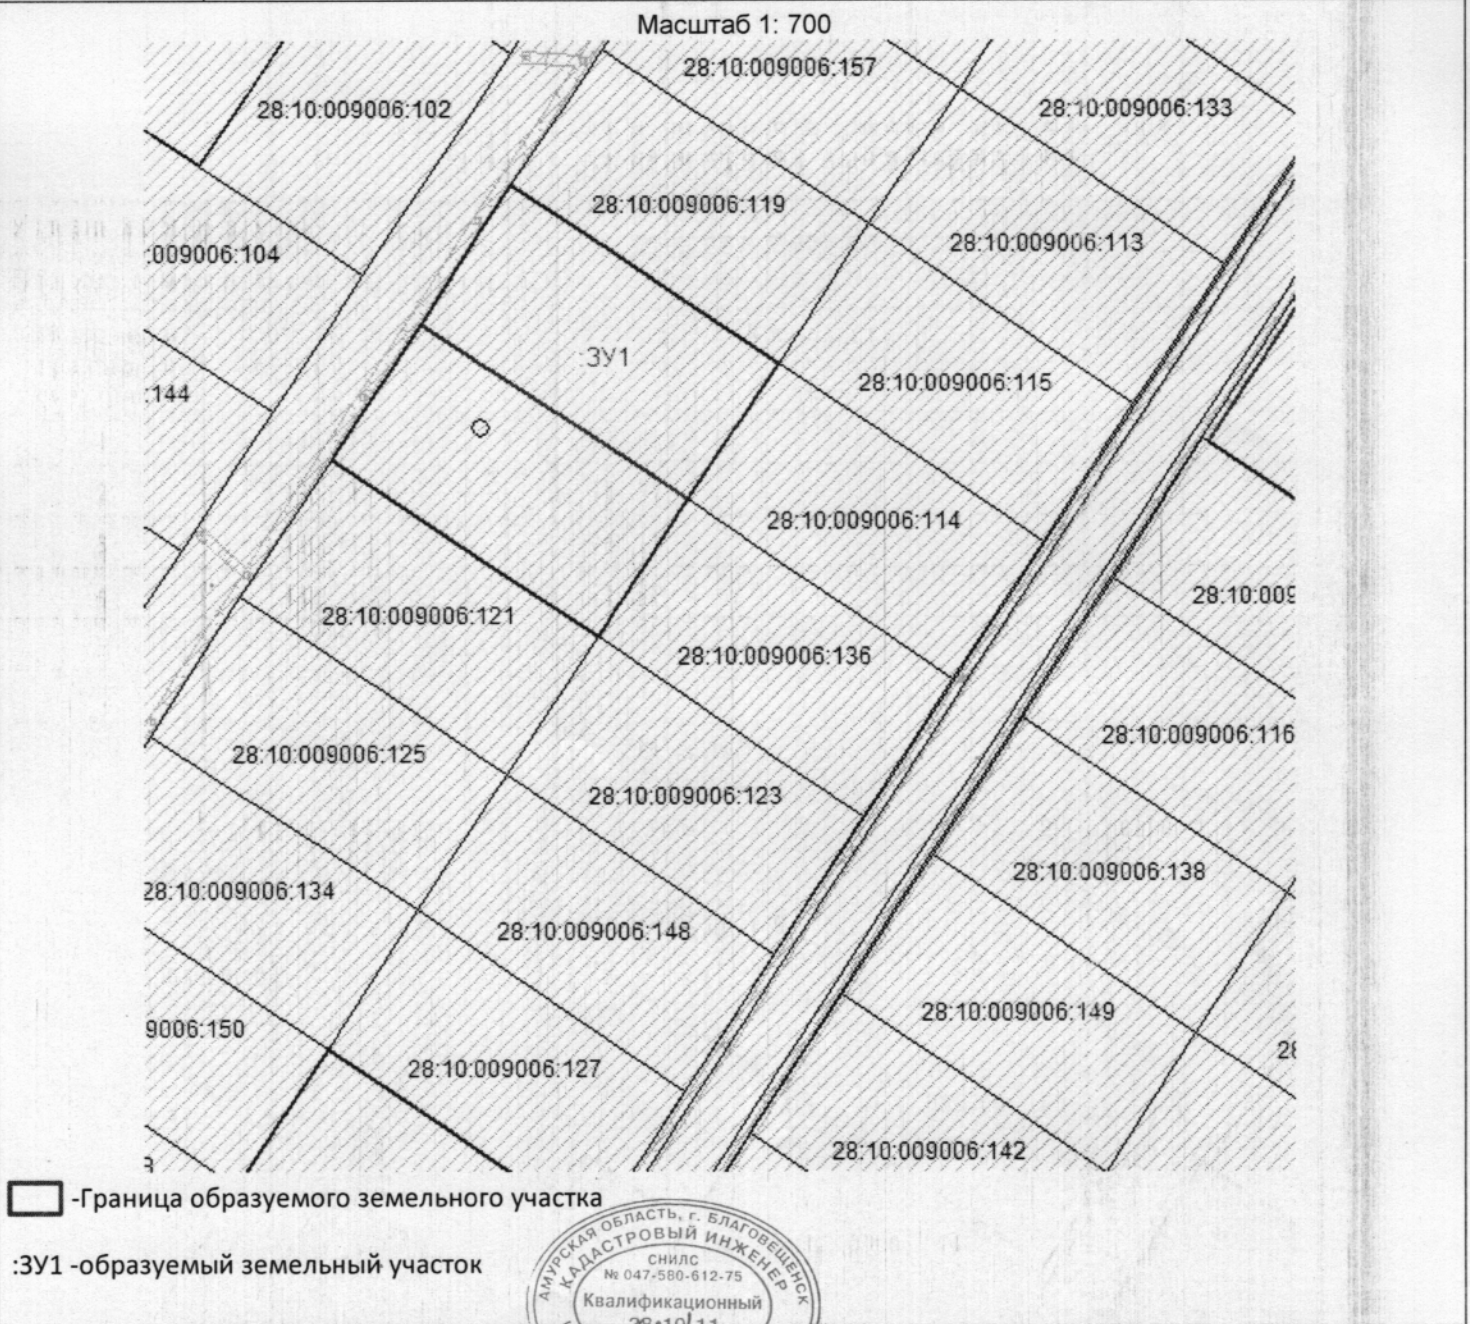 Масштаб 1: 700
28:10:009006:157
28:10:009006:102
28:10:009006:133
28:10:009006:119
28:10:009006:113
:009006:104
:ЗУ1
28:10:009006:115
:144
28:10:009006:114
28:10:009
28:10:009006:121
28:10:009006:136
28:10:009006:116
28:10:009006:125
28:10:009006:123
28:10:009006:138
28:10:009006:134
28:10:009006:148
28:10:009006:149
9006:150
28:10:009006:127
28:10:009006:142
-Граница образуемого земельного участка
:ЗУ1 -образуемый земельный участок
АМУРСКАЯ ОБЛАСТЬ, г. БЛАГОВЕЩЕНСК
КАДАСТРОВЫЙ ИНЖЕНЕР
СНИЛС
№ 047-580-612-75
Квалификационный